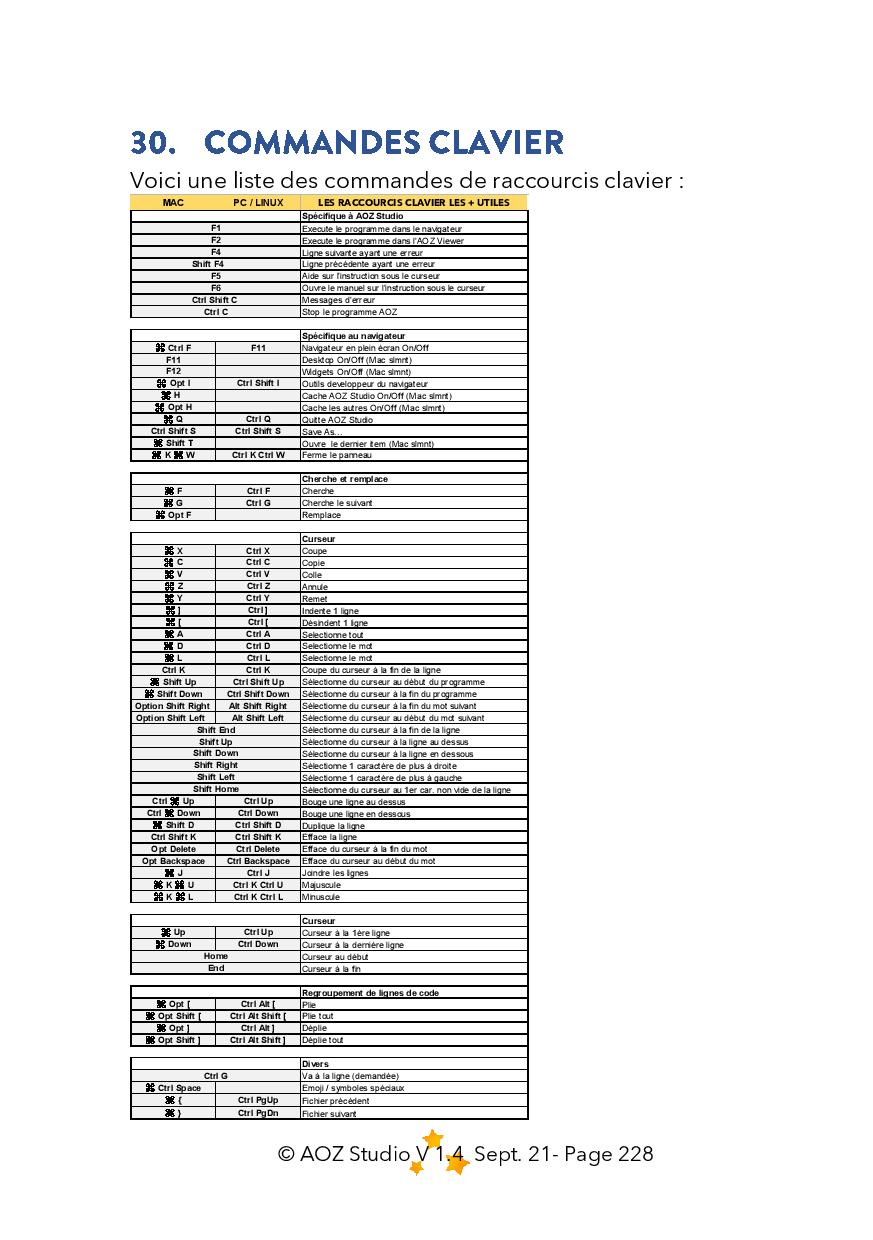 30. COMMANDES CLAVIER
Voici une liste des commandes de raccourcis clavier :
MAC PC / LINUX LES RACCOURCIS CLAVIER LES + UTILES
Spécifique à AOZ Studio
F1 Execute le programme dans le navigateur
F2 Execute le programme dans l'AOZ Viewer
F4 Ligne suivante ayant une erreur
Shift F4 Ligne précédente ayant une erreur
F5 Aide sur l'instruction sous le curseur
F6 Ouvre le manuel sur l'instruction sous le curseur
Ctrl Shift C Messages d'erreur
Ctrl C Stop le programme AOZ
Spécifique au navigateur
⌘ Ctrl F F11 Navigateur en plein écran On/Off
F11 Desktop On/Off (Mac slmnt)
F12 Widgets On/Off (Mac slmnt)
⌘ Opt I Ctrl Shift I Outils developpeur du navigateur
⌘ H Cache AOZ Studio On/Off (Mac slmnt)
⌘ Opt H Cache les autres On/Off (Mac slmnt)
⌘ Q Ctrl Q Quitte AOZ Studio
Ctrl Shift S Ctrl Shift S Save As...
⌘ Shift T Ouvre le dernier item (Mac slmnt)
⌘ K ⌘ W Ctrl K Ctrl W Ferme le panneau
Cherche et remplace
⌘ F Ctrl F Cherche
⌘ G Ctrl G Cherche le suivant
⌘ Opt F Remplace
Curseur
⌘ X Ctrl X Coupe
⌘ C Ctrl C Copie
⌘ V Ctrl V Colle
⌘ Z Ctrl Z Annule
⌘ Y Ctrl Y Remet
⌘ ] Ctrl ] Indente 1 ligne
⌘ [ Ctrl [ Désindent 1 ligne
⌘ A Ctrl A Selectionne tout
⌘ D Ctrl D Selectionne le mot
⌘ L Ctrl L Selectionne le mot
Ctrl K Ctrl K Coupe du curseur à la fin de la ligne
⌘ Shift Up Ctrl Shift Up Sélectionne du curseur au début du programme
⌘ Shift Down Ctrl Shift Down Sélectionne du curseur à la fin du programme
Option Shift Right Alt Shift Right Sélectionne du curseur à la fin du mot suivant
Option Shift Left Alt Shift Left Sélectionne du curseur au début du mot suivant
Shift End Sélectionne du curseur à la fin de la ligne
Shift Up Sélectionne du curseur à la ligne au dessus
Shift Down Sélectionne du curseur à la ligne en dessous
Shift Right Sélectionne 1 caractère de plus à droite
Shift Left Sélectionne 1 caractère de plus à gauche
Shift Home Sélectionne du curseur au 1er car. non vide de la ligne
Ctrl ⌘ Up Ctrl Up Bouge une ligne au dessus
Ctrl ⌘ Down Ctrl Down Bouge une ligne en dessous
⌘ Shift D Ctrl Shift D Duplique la ligne
Ctrl Shift K Ctrl Shift K Efface la ligne
Opt Delete Ctrl Delete Efface du curseur à la fin du mot
Opt Backspace Ctrl Backspace Efface du curseur au début du mot
⌘ J Ctrl J Joindre les lignes
⌘ K ⌘ U Ctrl K Ctrl U Majuscule
⌘ K ⌘ L Ctrl K Ctrl L Minuscule
Curseur
⌘ Up Ctrl Up Curseur à la 1ère ligne
⌘ Down Ctrl Down Curseur à la dernière ligne
Home Curseur au début
End Curseur à la fin
Regroupement de lignes de code
⌘ Opt [ Ctrl Alt [ Plie
⌘ Opt Shift [ Ctrl Alt Shift [ Plie tout
⌘ Opt ] Ctrl Alt ] Déplie
⌘ Opt Shift ] Ctrl Alt Shift ] Déplie tout
Divers
Ctrl G Va à la ligne (demandée)
⌘ Ctrl Space Emoji / symboles spéciaux
⌘ { Ctrl PgUp Fichier précédent
⌘ } Ctrl PgDn Fichier suivant
© AOZ Studio V 1.4 Sept. 21- Page 228